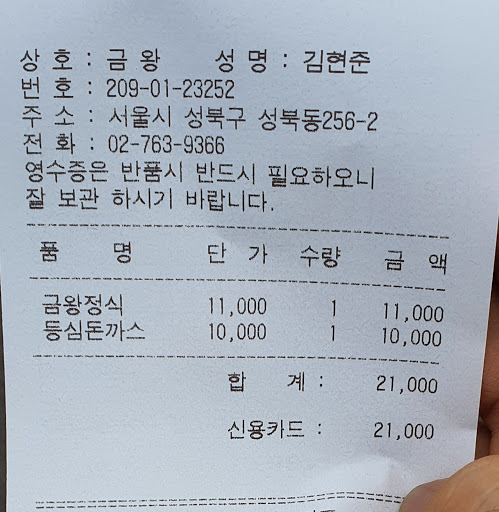 상 호 : 금 왕 성 명 : 김현준
번 호 : 209-01-23252
주 소 : 서울시 성북구 성북동256-2
전 화 : 02-763-9366
영수증은 반품시 반드시 필요하오니
잘 보관 하시기 바랍니다.
품 명 단 가 수량 금 액
금왕정식 11,000 1 11,000
등심돈까스 10,000 1 10,000
합 계 : 21,000
신용카드 : 21,000